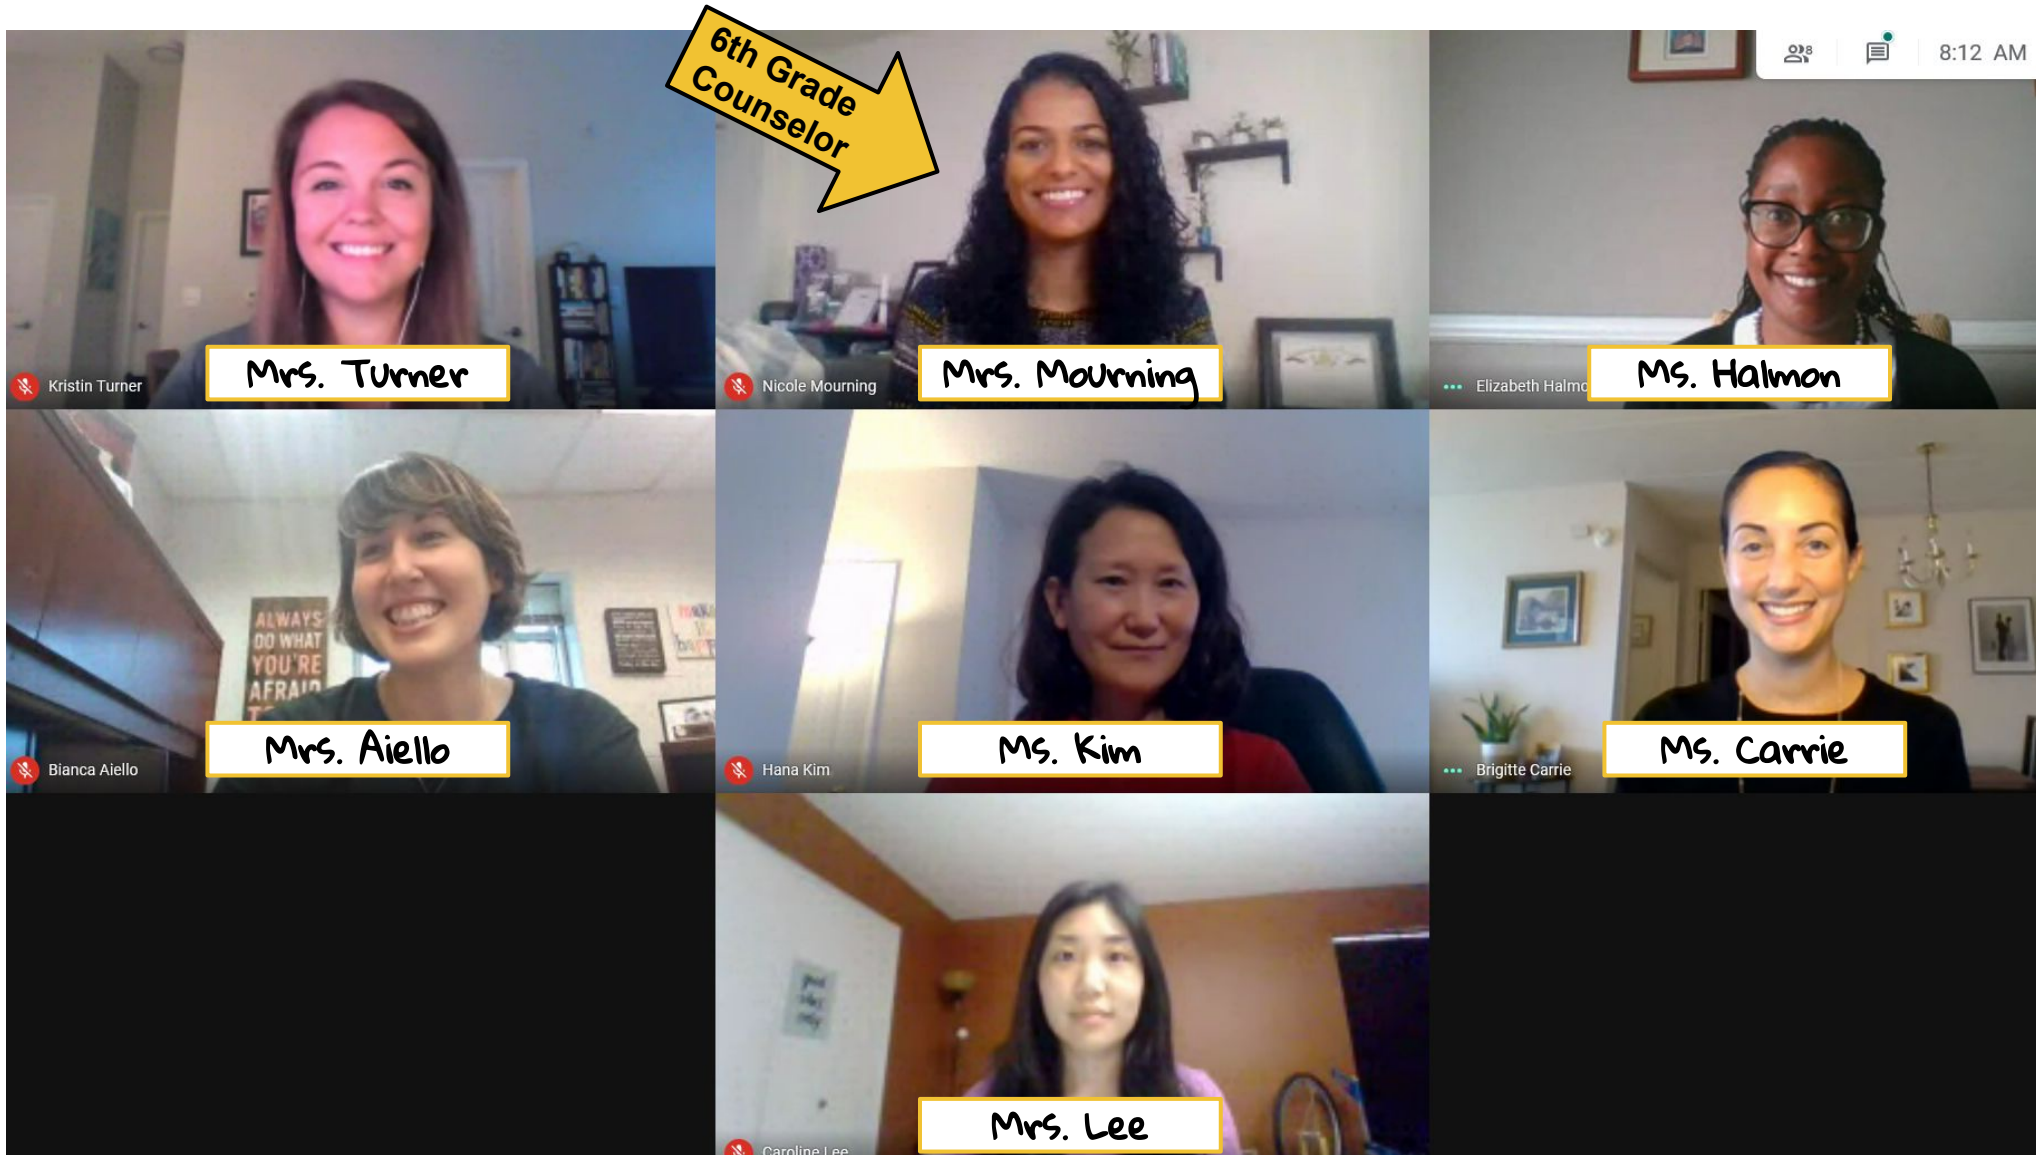 6th Grade
Counselor
8
8:12 AM
Kristin Turner
Mrs. Turner
Nicole Mourning
Mrs. Mourning
Elizabeth Halmo
Ms. Halmon
ALWAYS
DO WHAT
YOU'RE
AFRAID
Bianca Aiello
Mrs. Aiello
Hana Kim
Ms. Kim
Brigitte Carrie
Ms. Carrie
Caroline Lee
Mrs. Lee